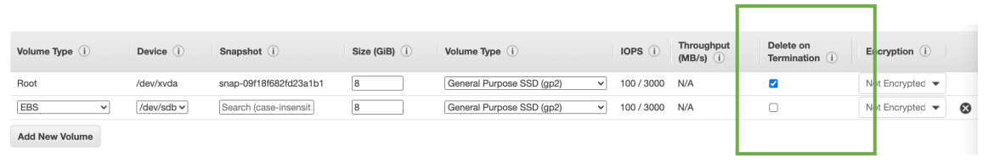 Volume Type i Device i Snapshot i Size (GiB) i Volume Type i IOPS i Throughput (MB/s) i Delete on Termination i Encryption i
Root /dev/xvda snap-09f18f682fd23a1b1 8 General Purpose SSD (gp2) 100 / 3000 N/A Not Encrypted
EBS /dev/sdb Search (case-insensit 8 General Purpose SSD (gp2) 100 / 3000 N/A Not Encrypted
Add New Volume